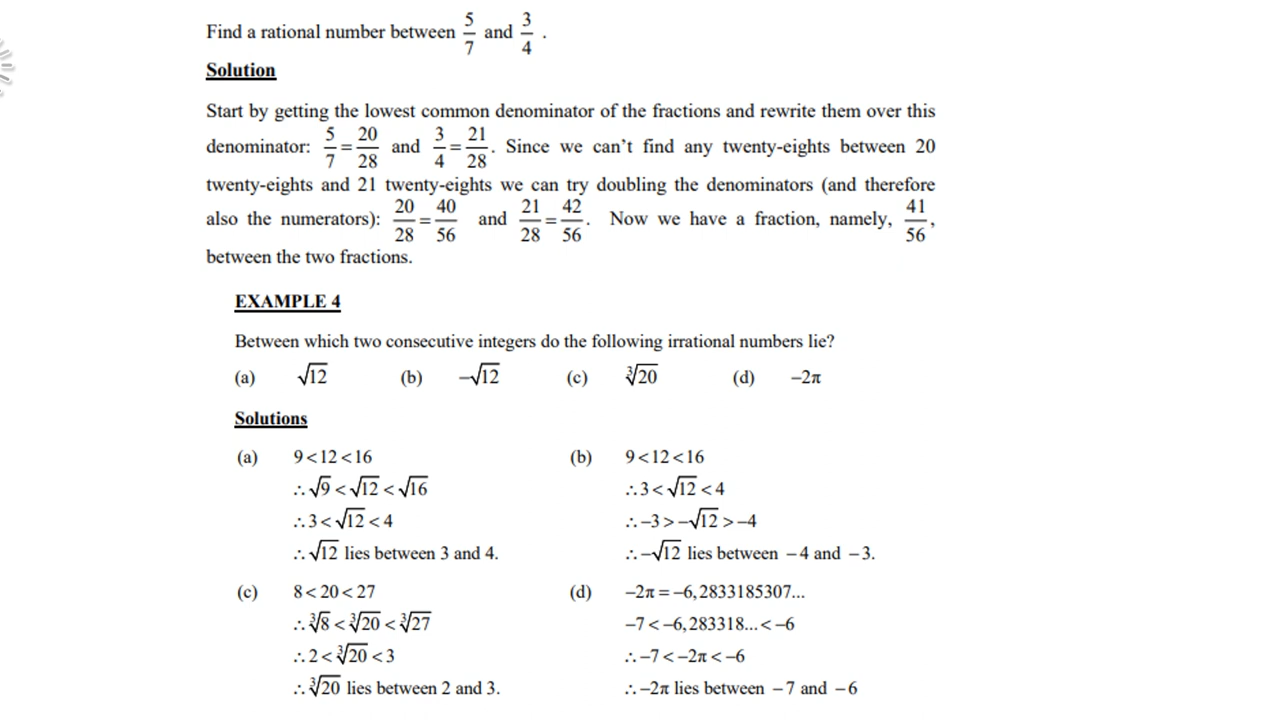 Find a rational number between 5/7 and 3/4 .
Solution
Start by getting the lowest common denominator of the fractions and rewrite them over this
denominator: 5/7 = 20/28 and 3/4 = 21/28. Since we can't find any twenty-eights between 20
twenty-eights and 21 twenty-eights we can try doubling the denominators (and therefore
also the numerators): 20/28 = 40/56 and 21/28 = 42/56. Now we have a fraction, namely, 41/56,
between the two fractions.
EXAMPLE 4
Between which two consecutive integers do the following irrational numbers lie?
(a) √12 (b) −√12 (c) ∛20 (d) −2π
Solutions
(a) 9 < 12 < 16
∴ √9 < √12 < √16
∴ 3 < √12 < 4
∴ √12 lies between 3 and 4.
(b) 9 < 12 < 16
∴ 3 < √12 < 4
∴ −3 > −√12 > −4
∴ −√12 lies between −4 and −3.
(c) 8 < 20 < 27
∴ ∛8 < ∛20 < ∛27
∴ 2 < ∛20 < 3
∴ ∛20 lies between 2 and 3.
(d) −2π = −6,2833185307...
−7 < −6,283318... < −6
∴ −7 < −2π < −6
∴ −2π lies between −7 and −6